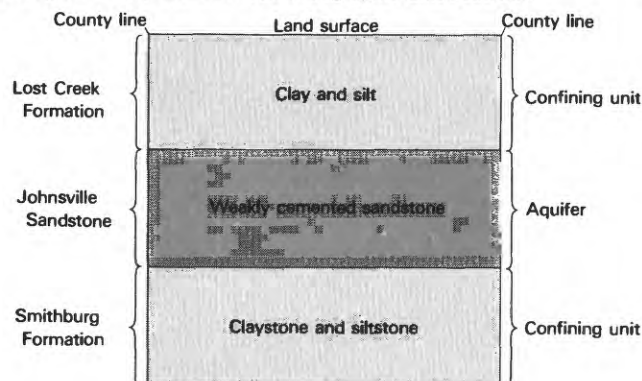 County line
Land surface
County line
Lost Creek
Formation
Clay and silt
Confining unit
Johnsville
Sandstone
Weakly cemented sandstone
Aquifer
Smithburg
Formation
Claystone and siltstone
Confining unit